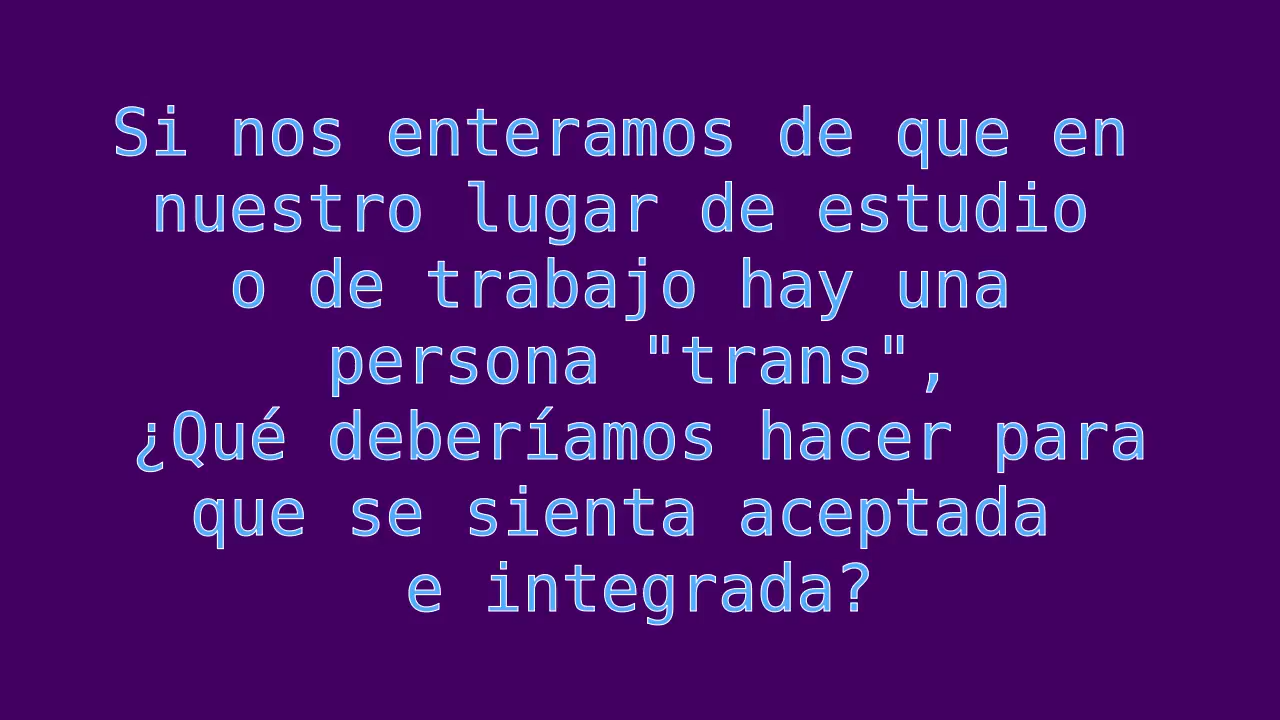 Si nos enteramos de que en
nuestro lugar de estudio
o de trabajo hay una
persona "trans",
¿Qué deberíamos hacer para
que se sienta aceptada
e integrada?